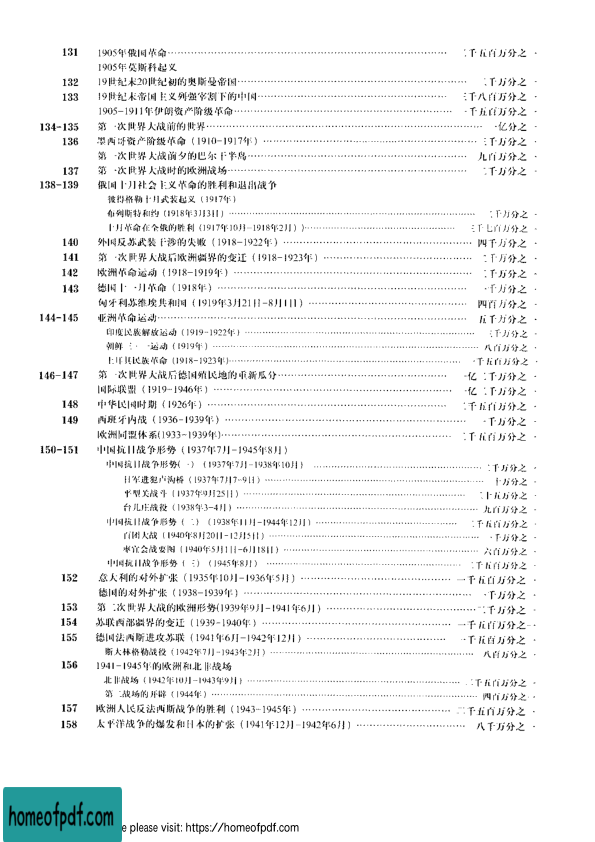 131 1905年俄国革命 二千五百万分之一
1905年莫斯科起义
132 19世纪末20世纪初的奥斯曼帝国 二千万分之一
133 19世纪末帝国主义列强宰割下的中国 三千八百万分之一
1905-1911年伊朗资产阶级革命 一千五百万分之一
134-135 第一次世界大战前的世界 一亿分之一
136 墨西哥资产阶级革命（1910-1917年） 三千万分之一
第一次世界大战前夕的巴尔干半岛 九百万分之一
137 第一次世界大战时的欧洲战场 二千万分之一
138-139 俄国十月社会主义革命的胜利和退出战争
彼得格勒十月武装起义（1917年）
布列斯特和约（1918年3月3日） 二千万分之一
十月革命在全俄的胜利（1917年10月-1918年2月） 三千七百万分之一
140 外国反苏武装干涉的失败（1918-1922年） 四千万分之一
141 第一次世界大战后欧洲疆界的变迁（1918-1923年） 二千万分之一
142 欧洲革命运动（1918-1919年） 二千万分之一
143 德国十一月革命（1918年） 一千万分之一
匈牙利苏维埃共和国（1919年3月21日-8月1日） 四百万分之一
144-145 亚洲革命运动 五千万分之一
印度民族解放运动（1919-1922年） 三千万分之一
朝鲜三·一运动（1919年） 八百万分之一
土耳其民族革命（1918-1923年） 一千五百万分之一
146-147 第一次世界大战后德国殖民地的重新瓜分 一亿二千万分之一
国际联盟（1919-1946年） 一亿二千万分之一
148 中华民国时期（1926年） 二千五百万分之一
149 西班牙内战（1936-1939年） 一千万分之一
欧洲同盟体系(1933-1939年) 二千五百万分之一
150-151 中国抗日战争形势（1937年7月-1945年8月）
中国抗日战争形势(一)（1937年7月-1938年10月） 二千万分之一
日军进犯卢沟桥（1937年7月7-9日） 十万分之一
平型关战斗（1937年9月25日） 二十五万分之一
台儿庄战役（1938年3-4月） 九百万分之一
中国抗日战争形势（二）（1938年11月-1944年12月） 二千五百万分之一
百团大战（1940年8月20日-12月5日） 一千万分之一
枣宜会战要图（1940年5月1日-6月18日） 六百万分之一
中国抗日战争形势（三）（1945年8月） 二千五百万分之一
152 意大利的对外扩张（1935年10月-1936年5月） 一千五百万分之一
德国的对外扩张（1938-1939年） 一千万分之一
153 第二次世界大战的欧洲形势(1939年9月-1941年6月） 二千万分之一
154 苏联西部疆界的变迁（1939-1940年） 一千五百万分之一
155 德国法西斯进攻苏联（1941年6月-1942年12月） 一千五百万分之一
斯大林格勒战役（1942年7月-1943年2月） 八百万分之一
156 1941-1945年的欧洲和北非战场
北非战场（1942年10月-1943年9月） 二千五百万分之一
第二战场的开辟（1944年） 四百万分之一
157 欧洲人民反法西斯战争的胜利（1943-1945年） 二千五百万分之一
158 太平洋战争的爆发和日本的扩张（1941年12月-1942年6月） 八千万分之一
homeofpdf.com
e please visit: https://homeofpdf.com